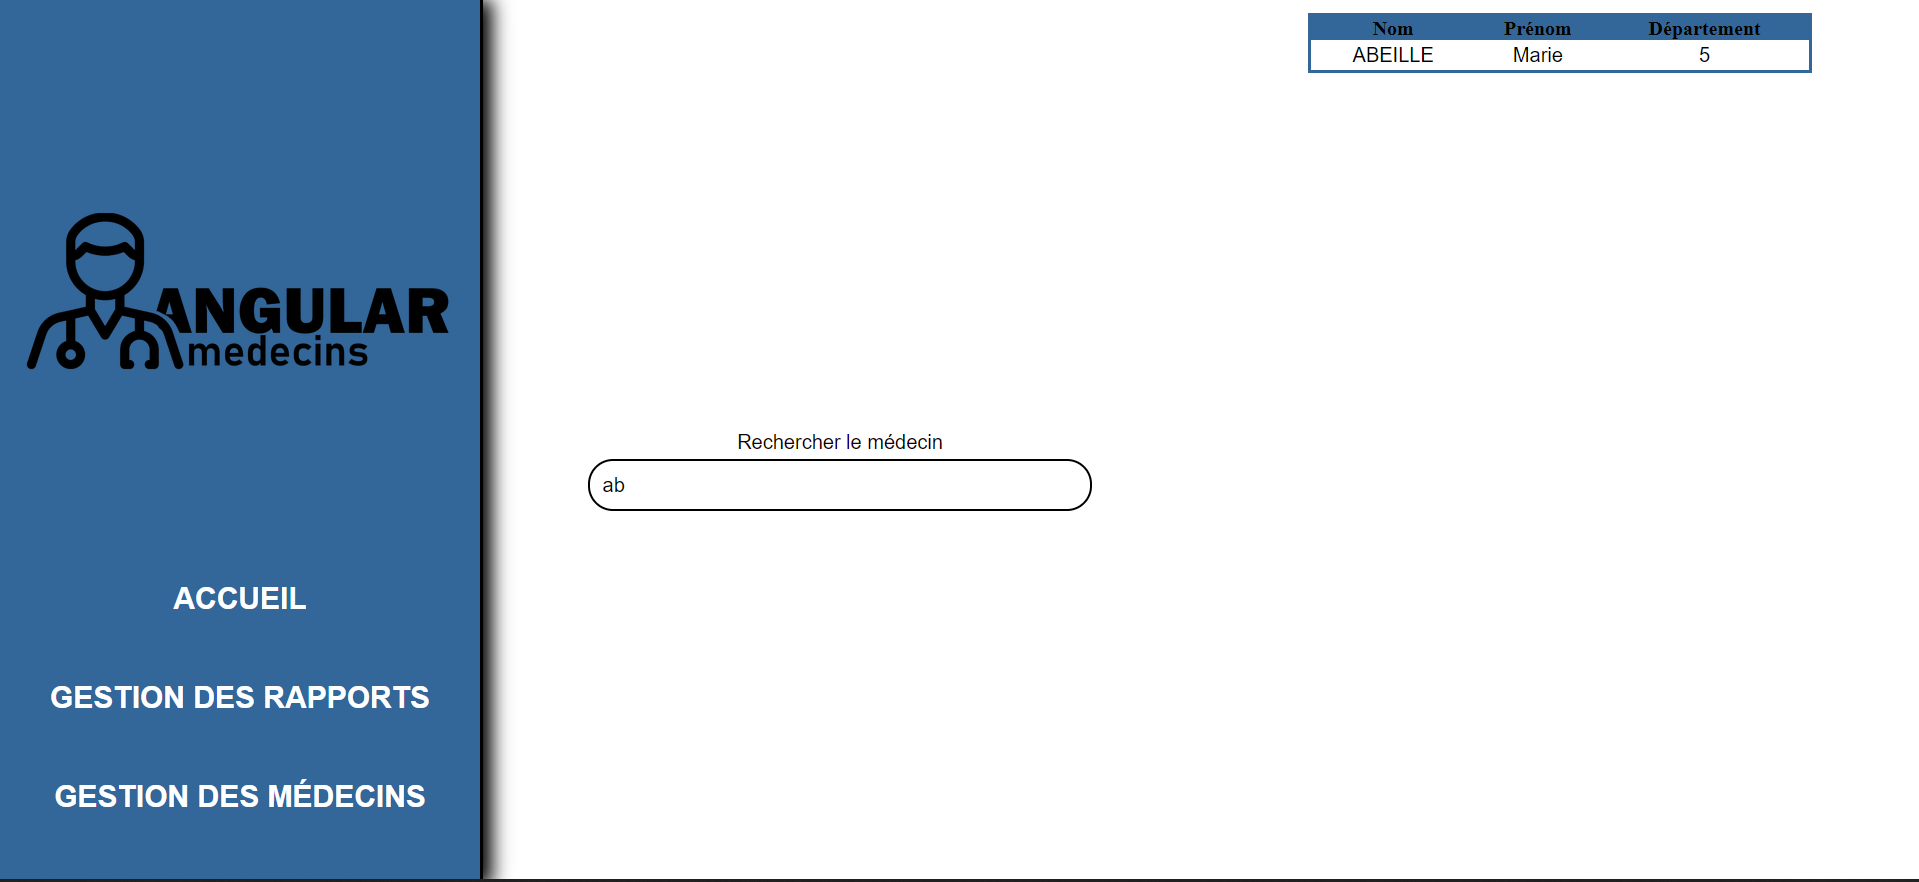 ANGULAR
medecins
ACCUEIL
GESTION DES RAPPORTS
GESTION DES MÉDECINS
Rechercher le médecin
ab
Nom Prénom Département
ABEILLE Marie 5